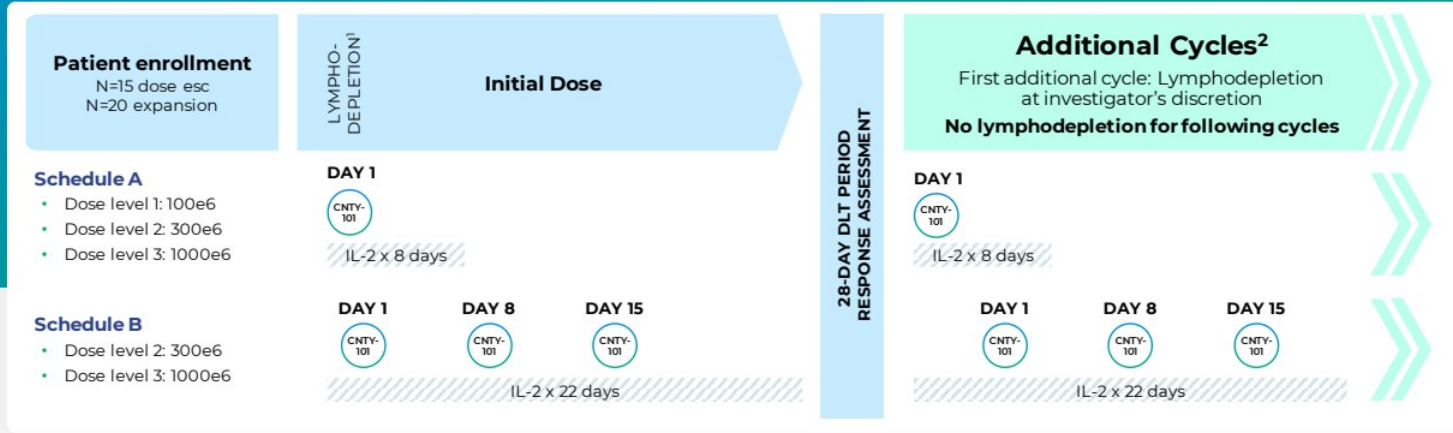 Patient enrollment
N=15 dose esc
N=20 expansion
LYMPHO-
DEPLETION¹
Initial Dose
28-DAY DLT PERIOD
RESPONSE ASSESSMENT
Additional Cycles²
First additional cycle: Lymphodepletion
at investigator's discretion
No lymphodepletion for following cycles
Schedule A
• Dose level 1: 100e6
• Dose level 2: 300e6
• Dose level 3: 1000e6
DAY 1
CNTY-
101
IL-2 x 8 days
DAY 1
CNTY-
101
IL-2 x 8 days
Schedule B
• Dose level 2: 300e6
• Dose level 3: 1000e6
DAY 1 DAY 8 DAY 15
CNTY- CNTY- CNTY-
101 101 101
IL-2 x 22 days
DAY 1 DAY 8 DAY 15
CNTY- CNTY- CNTY-
101 101 101
IL-2 x 22 days